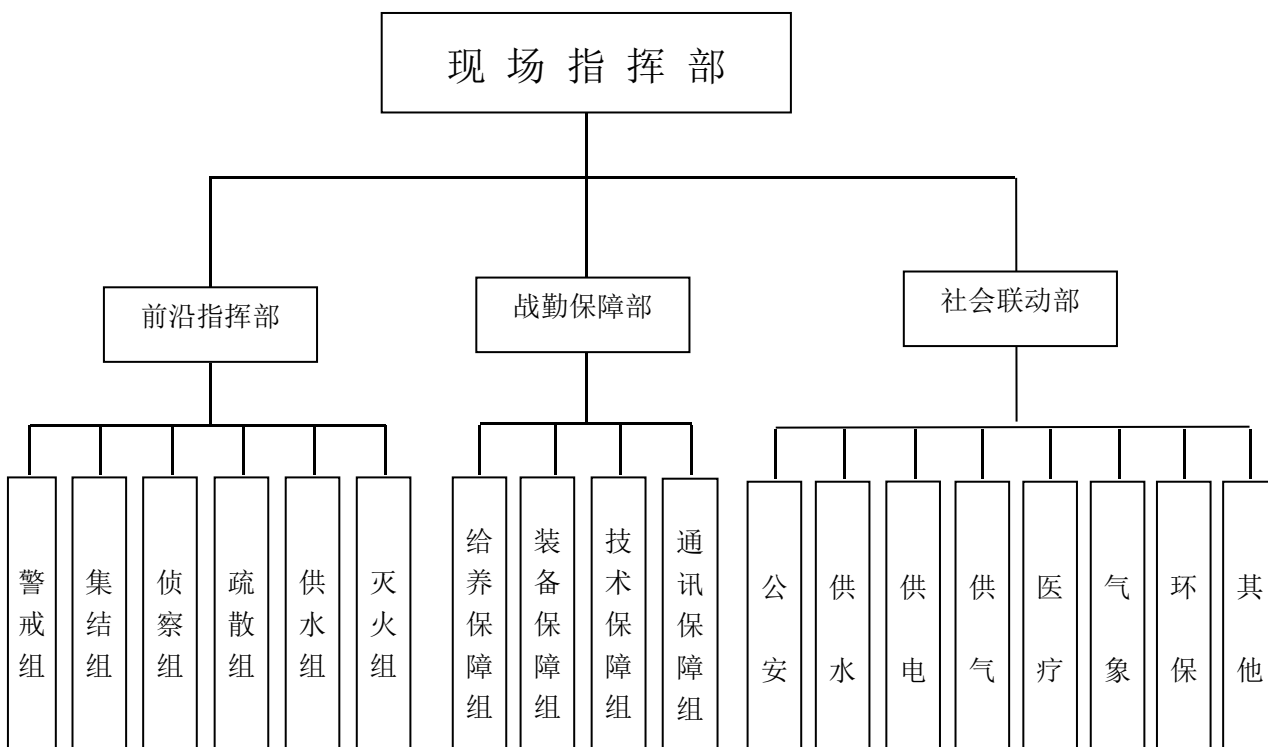 现场指挥部
前沿指挥部
战勤保障部
社会联动部
警戒组
集结组
侦察组
疏散组
供水组
灭火组
给养保障组
装备保障组
技术保障组
通讯保障组
公安
供水
供电
供气
医疗
气象
环保
其他